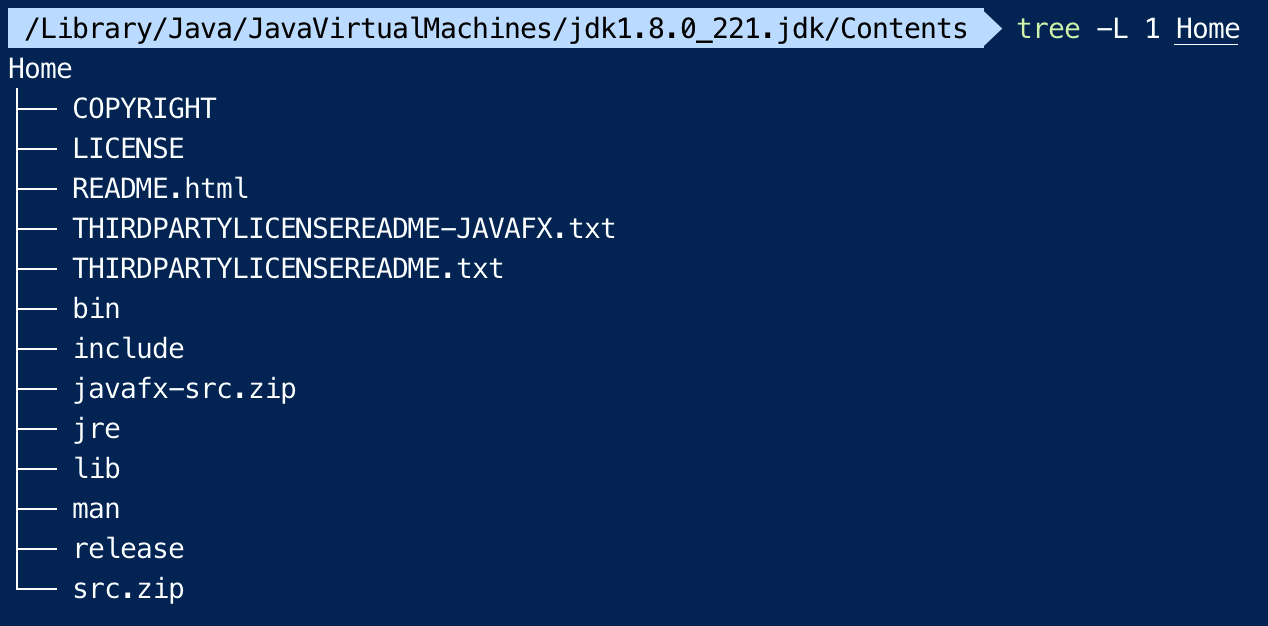 /Library/Java/JavaVirtualMachines/jdk1.8.0_221.jdk/Contents tree -L 1 Home
Home
├── COPYRIGHT
├── LICENSE
├── README.html
├── THIRDPARTYLICENSEREADME-JAVAFX.txt
├── THIRDPARTYLICENSEREADME.txt
├── bin
├── include
├── javafx-src.zip
├── jre
├── lib
├── man
├── release
└── src.zip